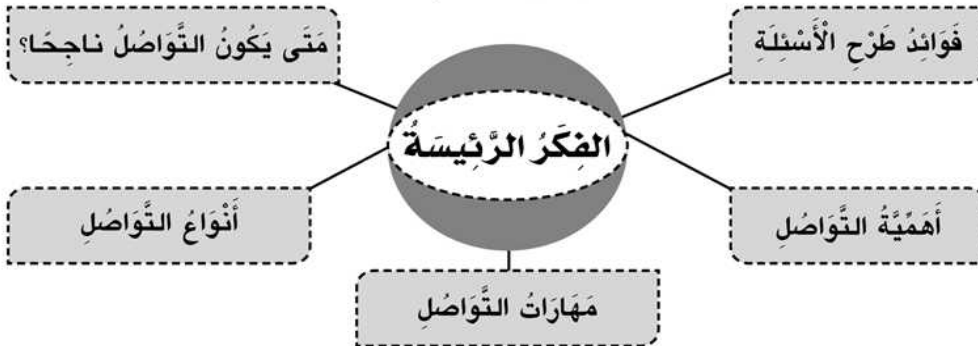 فَوَائِدُ طَرْحِ الْأَسْئِلَةِ
مَتَى يَكُونُ التَّوَاصُلُ نَاجِحًا؟
الفِكَرُ الرَّئِيسَةُ
أَهَمِّيَّةُ التَّوَاصُلِ
أَنْوَاعُ التَّوَاصُلِ
مَهَارَاتُ التَّوَاصُلِ